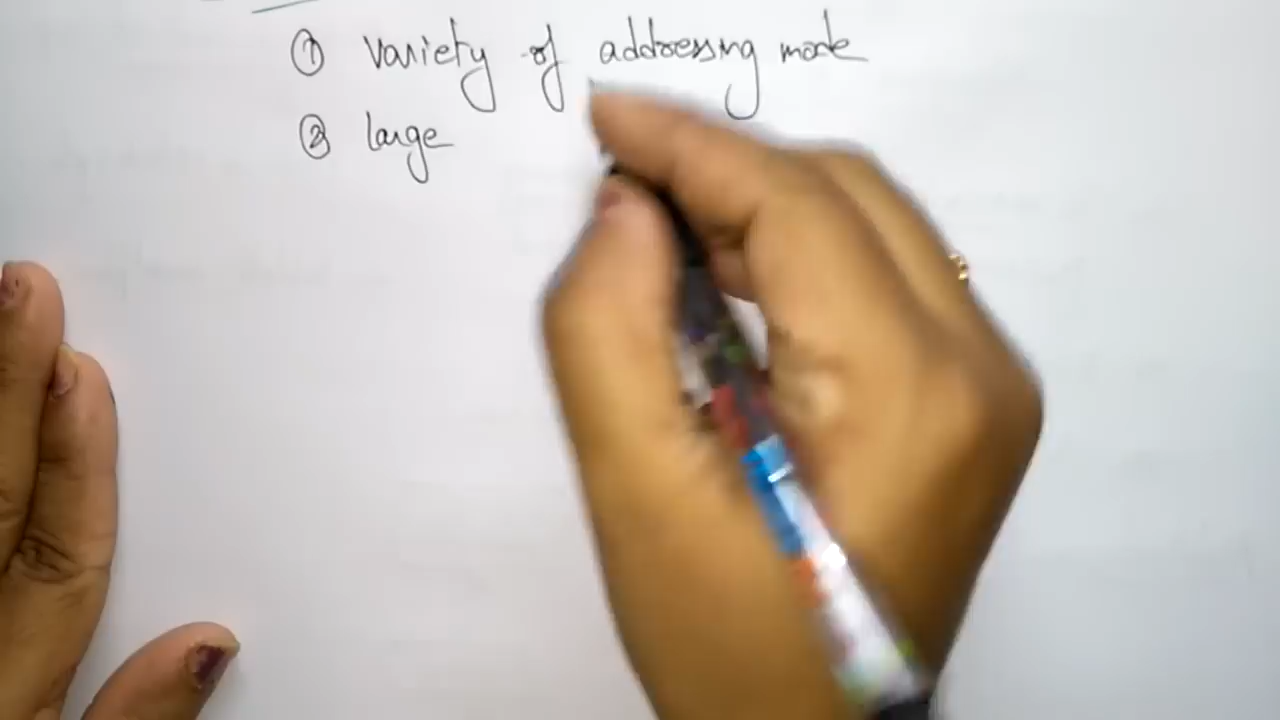 ① variety of addressing mode
② large